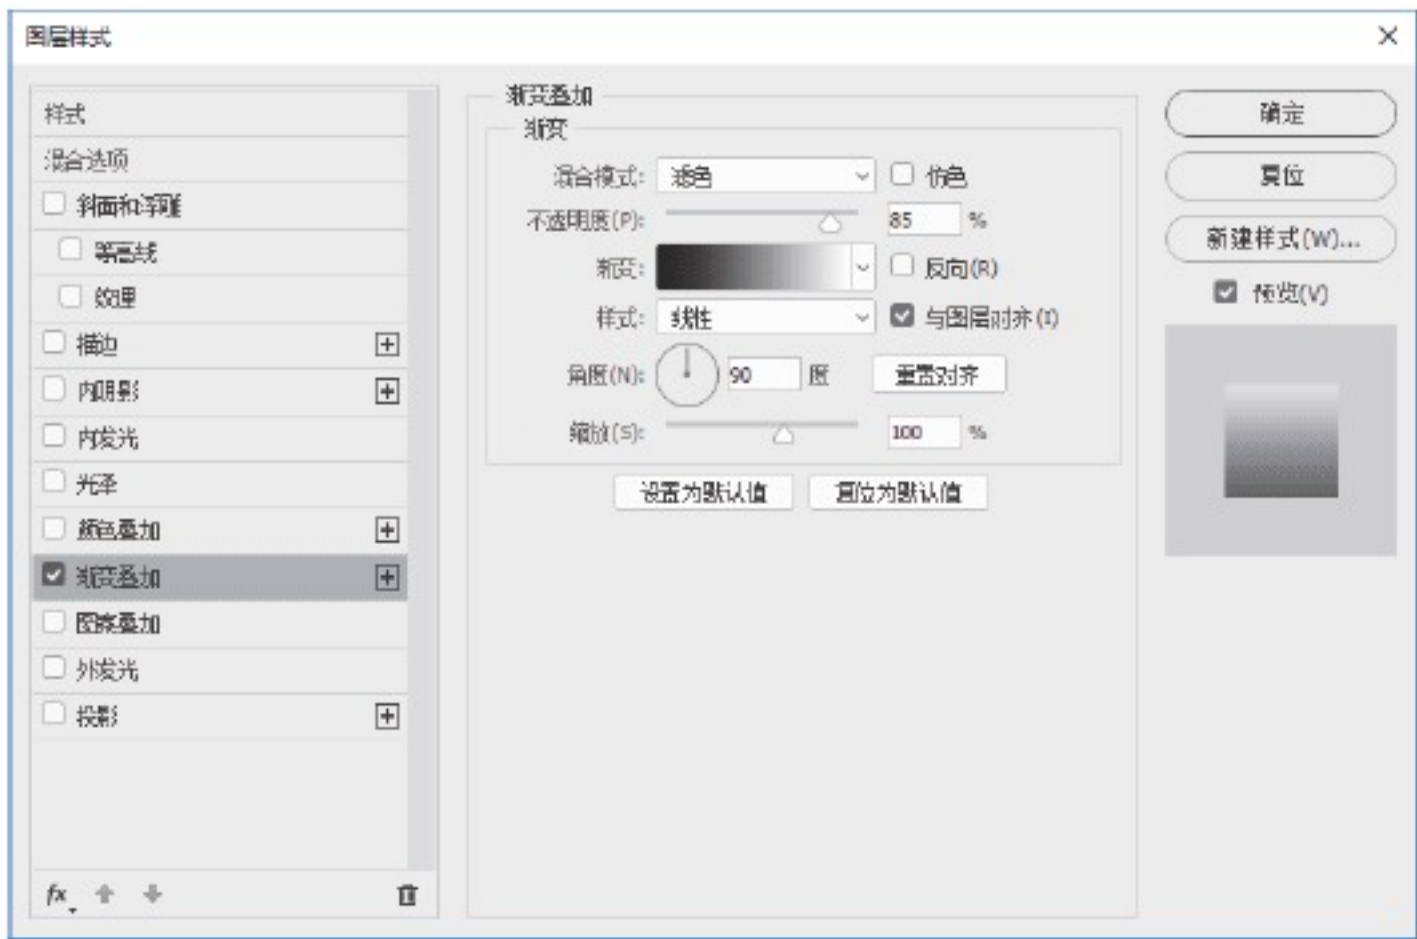 图层样式
样式
混合选项
斜面和浮雕
等高线
纹理
描边
内阴影
内发光
光泽
颜色叠加
渐变叠加
图案叠加
外发光
投影
fx
渐变叠加
渐变
混合模式: 滤色 仿色
不透明度(P): 85 %
渐变: 反向(R)
样式: 线性 与图层对齐(I)
角度(N): 90 度 重置对齐
缩放(S): 100 %
设置为默认值 复位为默认值
确定
复位
新建样式(W)...
预览(V)